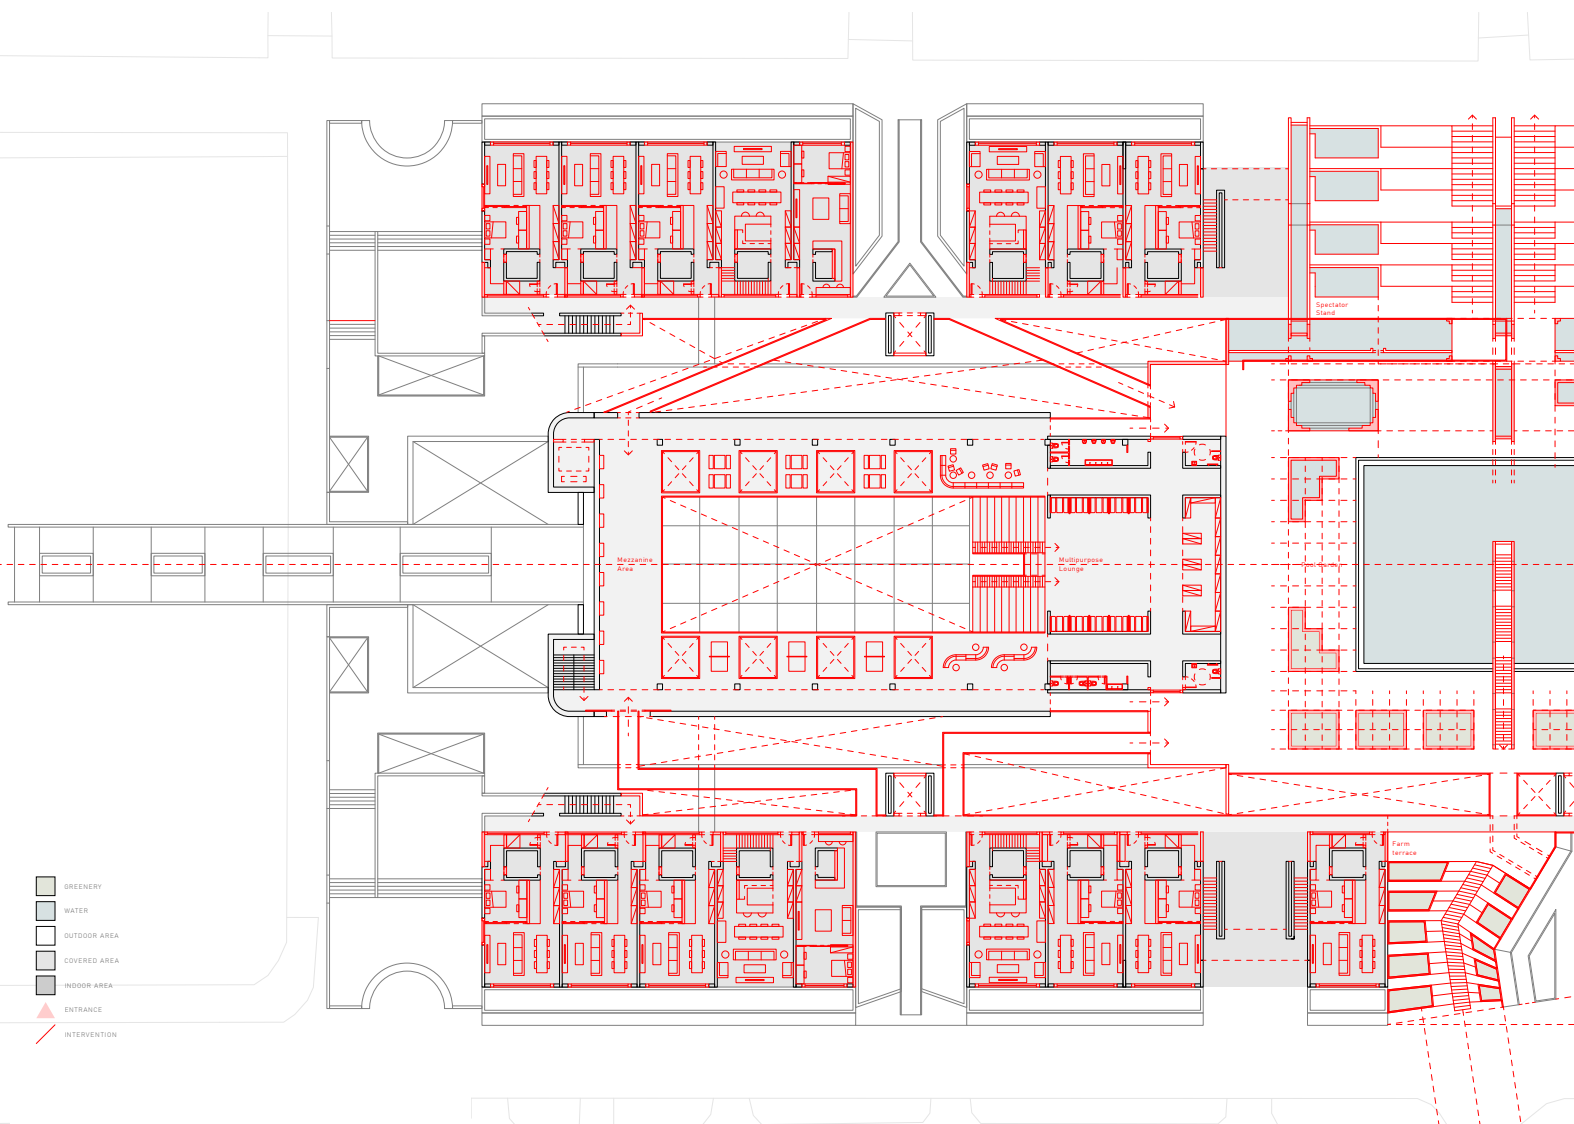 Spectator
Stand
Mezzanine
Area
Multipurpose
Lounge
Farm
terrace
GREENERY
WATER
OUTDOOR AREA
COVERED AREA
INDOOR AREA
ENTRANCE
INTERVENTION